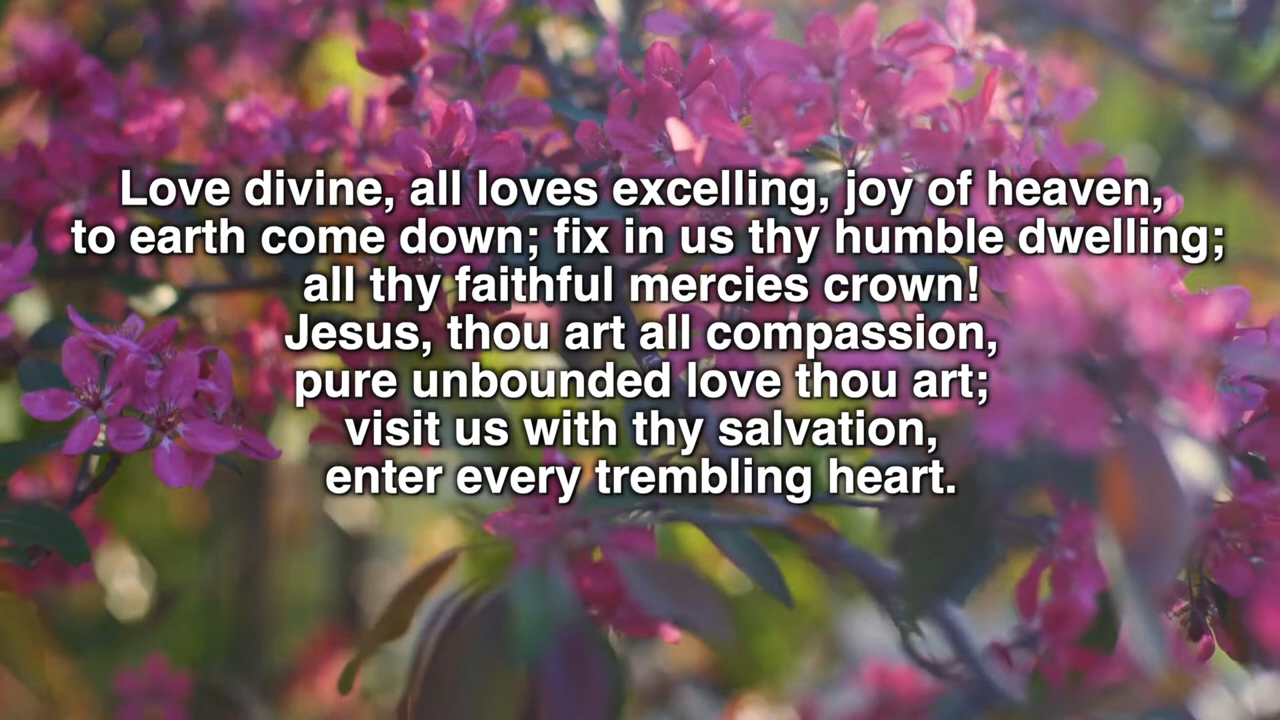 Love divine, all loves excelling, joy of heaven,
to earth come down; fix in us thy humble dwelling;
all thy faithful mercies crown!
Jesus, thou art all compassion,
pure unbounded love thou art;
visit us with thy salvation,
enter every trembling heart.